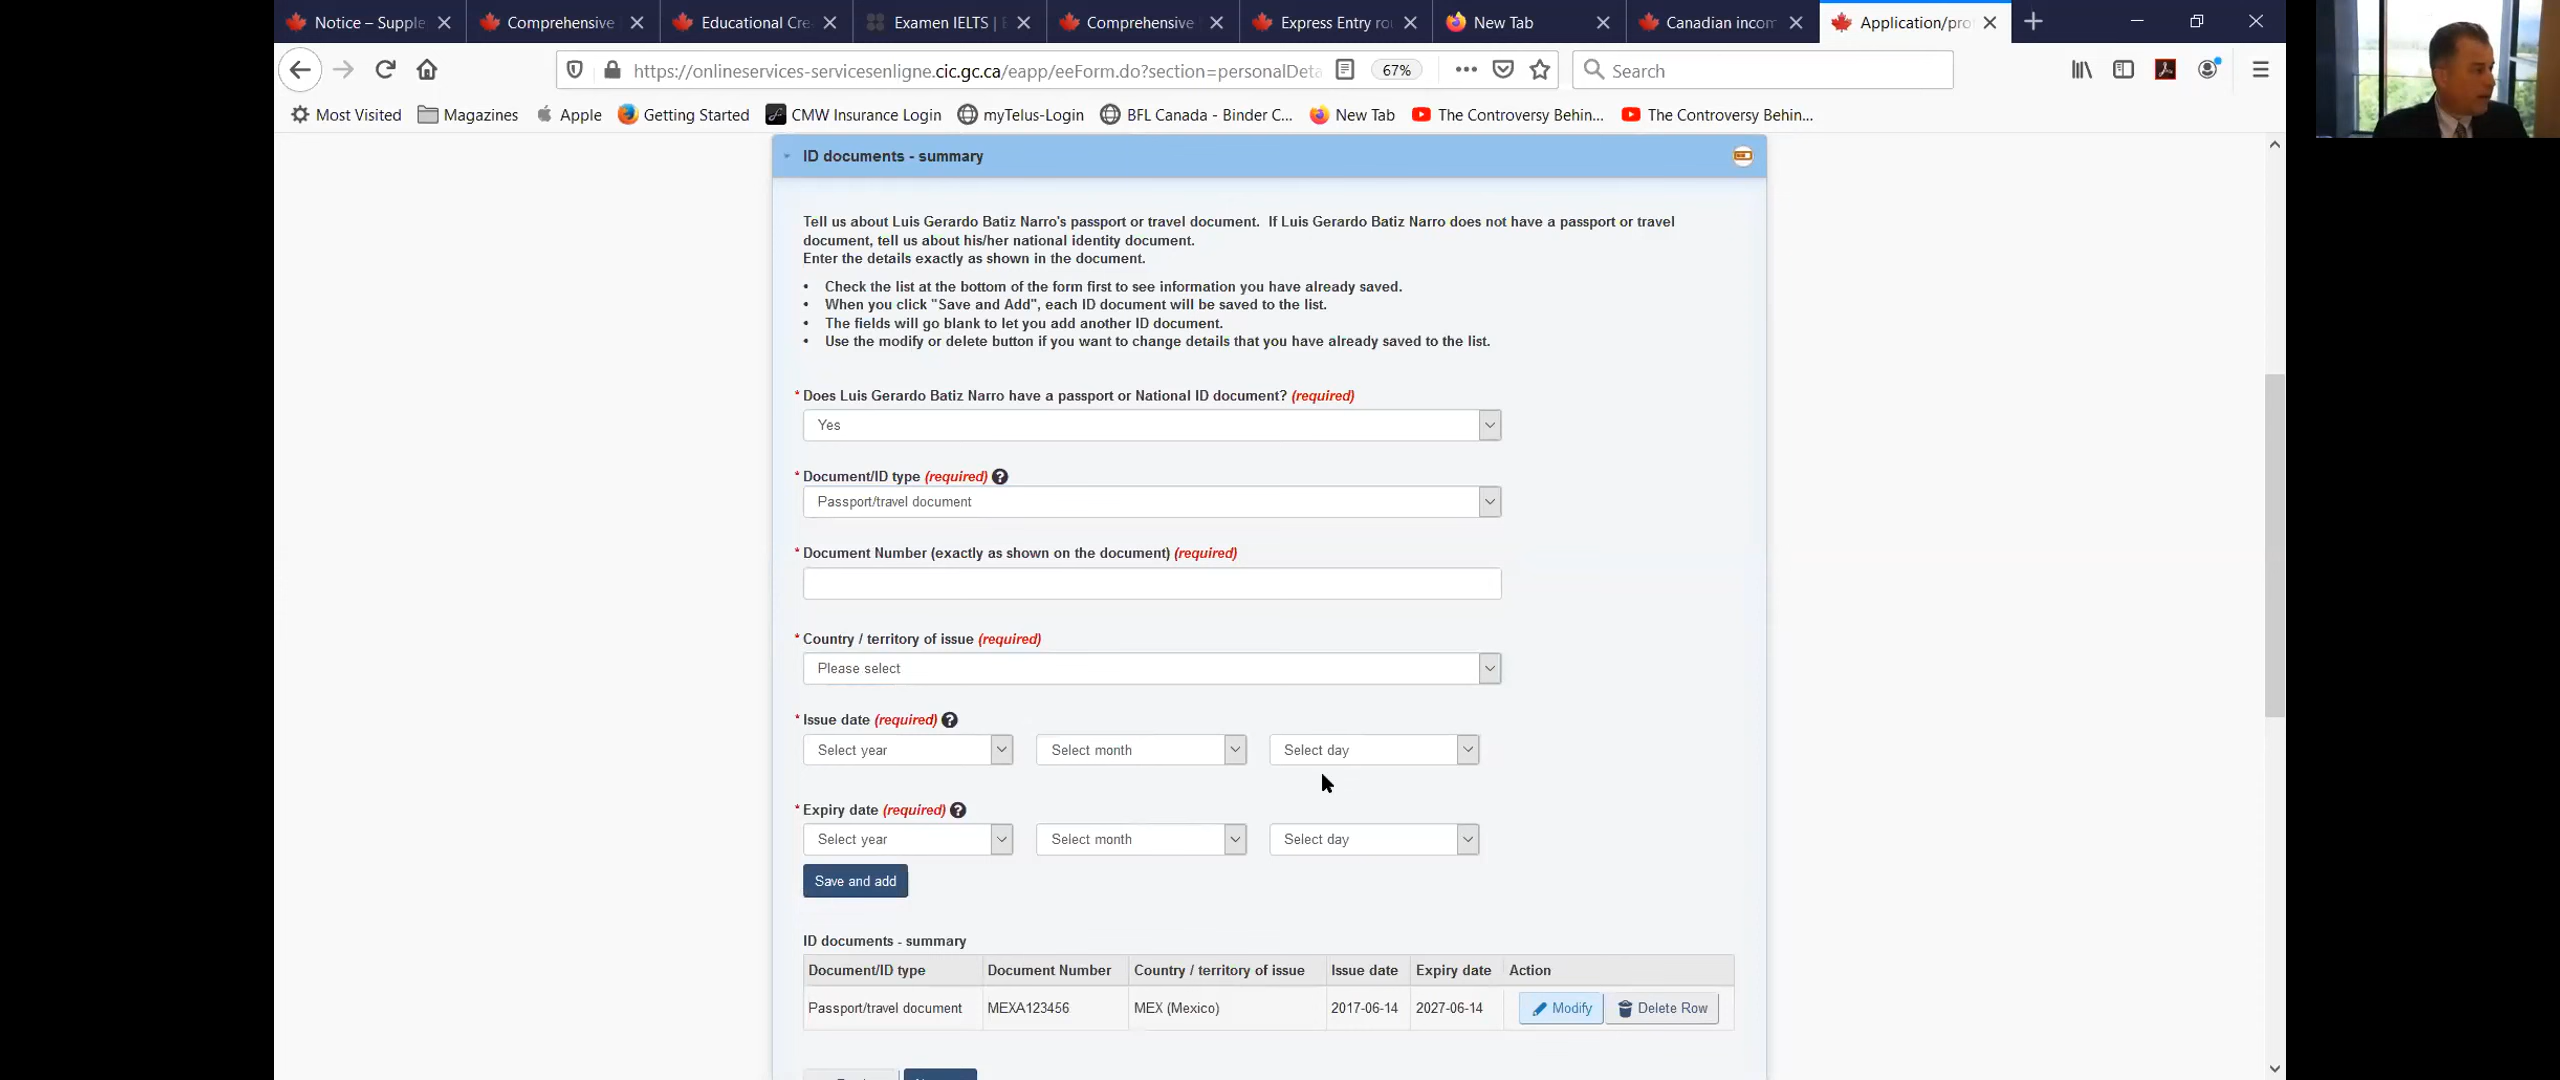 Notice – Supple
Comprehensive
Educational Cre
Examen IELTS |
Comprehensive
Express Entry ro
New Tab
Canadian incom
Application/pro
https://onlineservices-servicesenligne.cic.gc.ca/eapp/eeForm.do?section=personalDeta
67%
Search
Most Visited
Magazines
Apple
Getting Started
CMW Insurance Login
myTelus-Login
BFL Canada - Binder C...
New Tab
The Controversy Behin...
The Controversy Behin...
ID documents - summary
Tell us about Luis Gerardo Batiz Narro's passport or travel document. If Luis Gerardo Batiz Narro does not have a passport or travel
document, tell us about his/her national identity document.
Enter the details exactly as shown in the document.
• Check the list at the bottom of the form first to see information you have already saved.
• When you click "Save and Add", each ID document will be saved to the list.
• The fields will go blank to let you add another ID document.
• Use the modify or delete button if you want to change details that you have already saved to the list.
* Does Luis Gerardo Batiz Narro have a passport or National ID document? (required)
Yes
* Document/ID type (required) ?
Passport/travel document
* Document Number (exactly as shown on the document) (required)
* Country / territory of issue (required)
Please select
* Issue date (required) ?
Select year Select month Select day
* Expiry date (required) ?
Select year Select month Select day
Save and add
ID documents - summary
Document/ID type Document Number Country / territory of issue Issue date Expiry date Action
Passport/travel document MEXA123456 MEX (Mexico) 2017-06-14 2027-06-14 Modify Delete Row